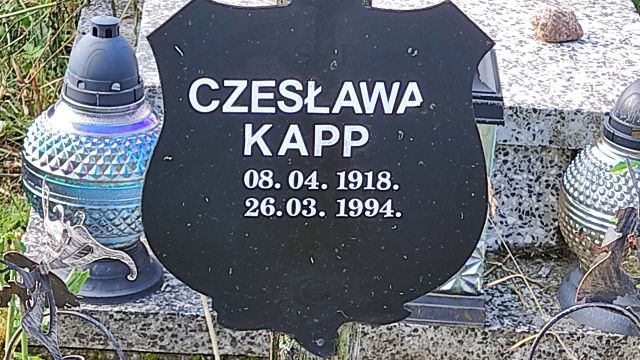 Ś P
CZESŁAWA
KAPP
08. 04. 1918.
26. 03. 1994.